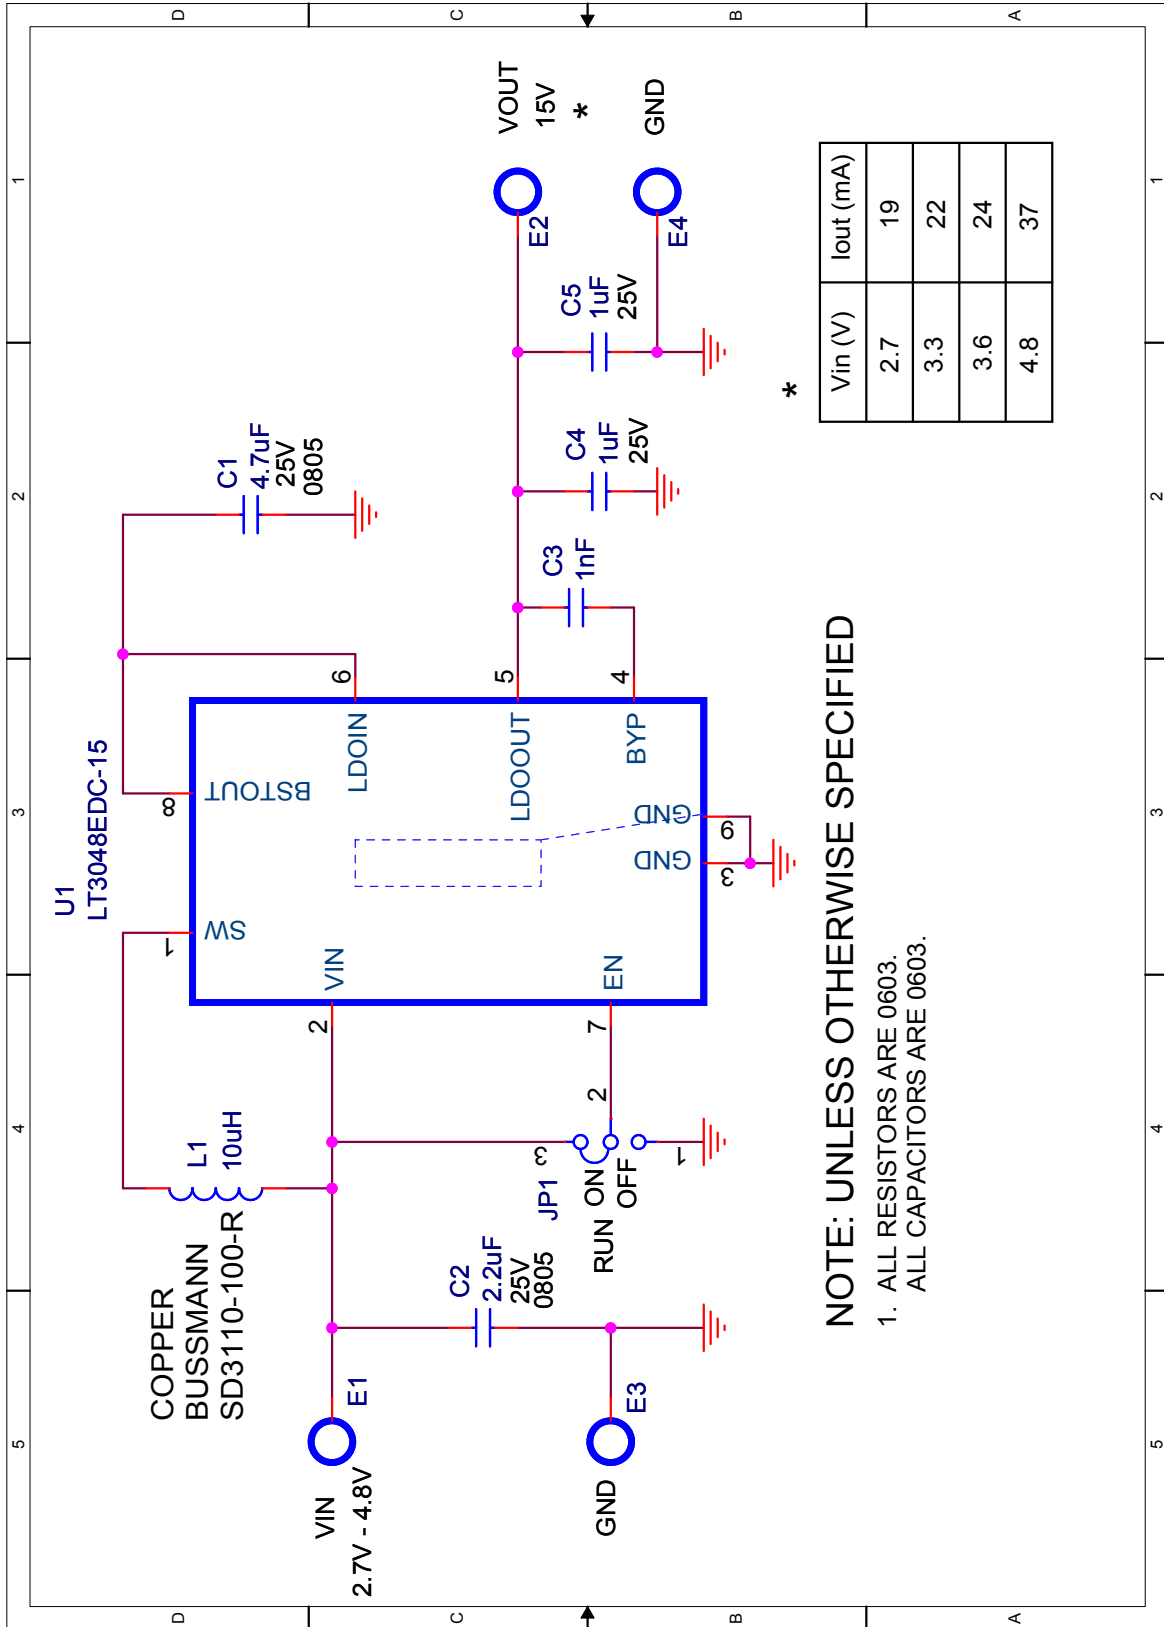 5
4
3
2
1
D
C
B
A
U1
LT3048EDC-15
COPPER
BUSSMANN
SD3110-100-R
L1
10uH
C1
4.7uF
25V
0805
1
SW
8
BSTOUT
VIN
2.7V - 4.8V
E1
2
VIN
LDOIN
6
C2
2.2uF
25V
0805
LDOOUT
5
C3
1nF
C4
1uF
25V
C5
1uF
25V
E2
VOUT
15V
*
GND
E3
JP1
RUN
ON
OFF
3
2
1
7
EN
BYP
4
3
GND
9
GND
E4
GND
*
Vin (V) Iout (mA)
2.7 19
3.3 22
3.6 24
4.8 37
NOTE: UNLESS OTHERWISE SPECIFIED
1. ALL RESISTORS ARE 0603.
ALL CAPACITORS ARE 0603.
D
C
B
A
5
4
3
2
1